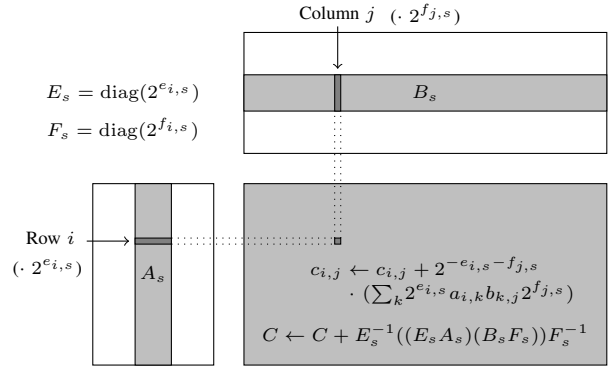 Column j (· 2^{f_{j,s}})
E_s = diag(2^{e_{i,s}})
B_s
F_s = diag(2^{f_{i,s}})
Row i
(· 2^{e_{i,s}})
A_s
c_{i,j} ← c_{i,j} + 2^{−e_{i,s}−f_{j,s}}
· (∑_k 2^{e_{i,s}} a_{i,k} b_{k,j} 2^{f_{j,s}})
C ← C + E_s^{−1}((E_s A_s)(B_s F_s))F_s^{−1}